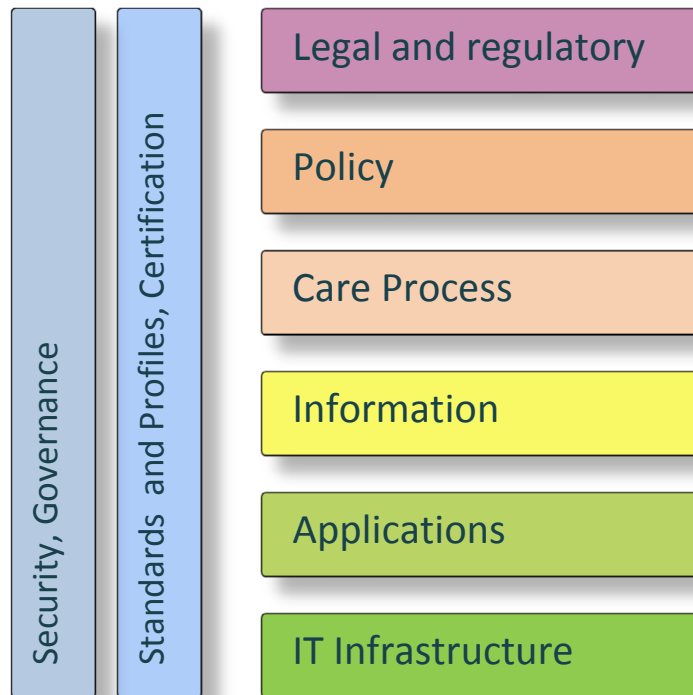 Security, Governance
Standards and Profiles, Certification
Legal and regulatory
Policy
Care Process
Information
Applications
IT Infrastructure